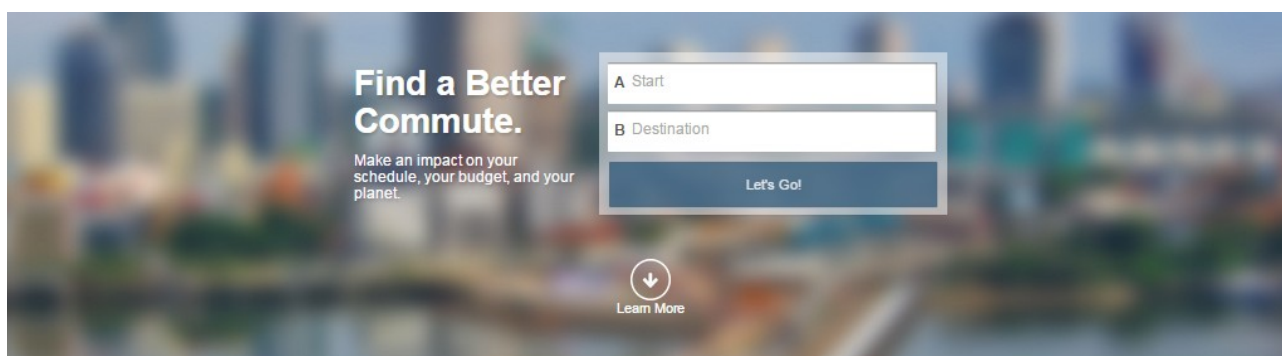 Find a Better
Commute.
Make an impact on your
schedule, your budget, and your
planet.
A Start
B Destination
Let's Go!
Learn More